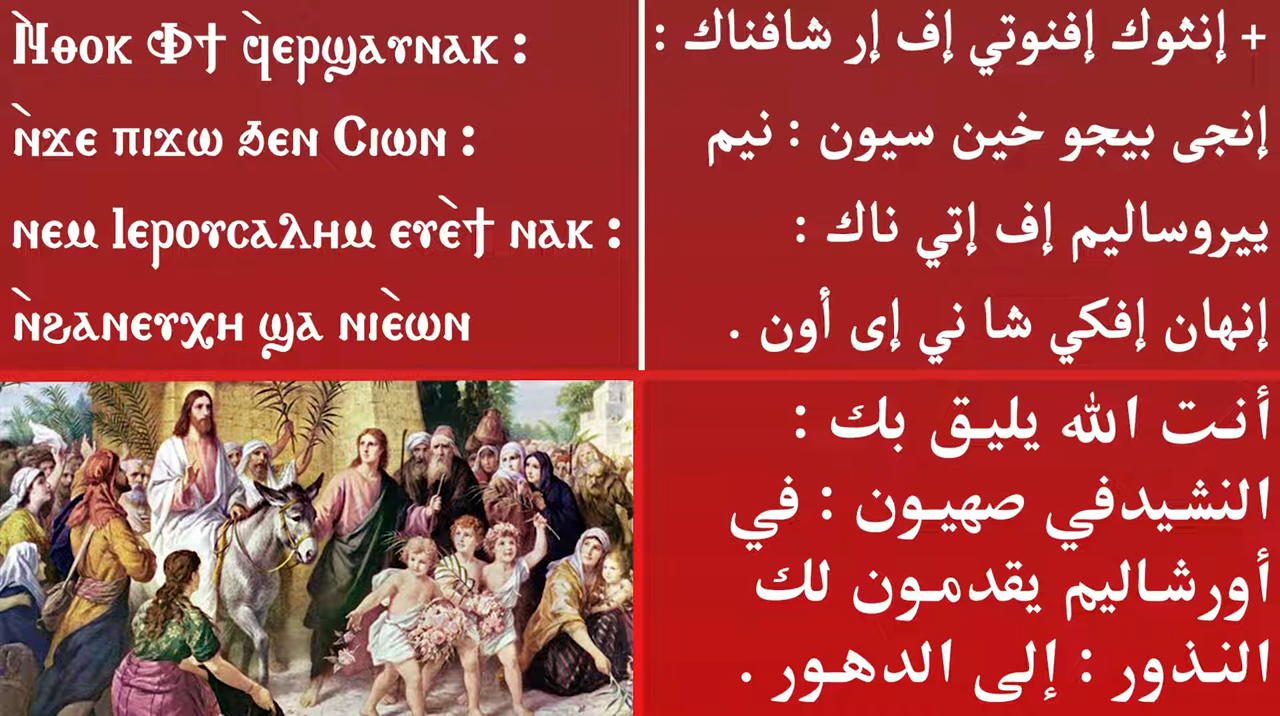 Ⲛ̀ⲑⲟⲕ Ⲫϯ ϥ̀ⲉⲣϣⲁⲩⲛⲁⲕ :
ⲛ̀ϫⲉ ⲡⲓϫⲱ ϧⲉⲛ Ⲥⲓⲱⲛ :
ⲛⲉⲙ Ⲓⲉⲣⲟⲩⲥⲁⲗⲏⲙ ⲉⲩⲉ̀ϯ ⲛⲁⲕ :
ⲛ̀ϩⲁⲛⲉⲩⲭⲏ ϣⲁ ⲛⲓⲉ̀ⲱⲛ
+ إنثوك إفنوتي إف إر شافناك :
إنجى بيجو خين سيون : نيم
ييروساليم إف إتي ناك :
إنهان إفكي شا ني إى أون .
أنت الله يليق بك :
النشيدفي صهيون : في
أورشاليم يقدمون لك
النذور : إلى الدهور .